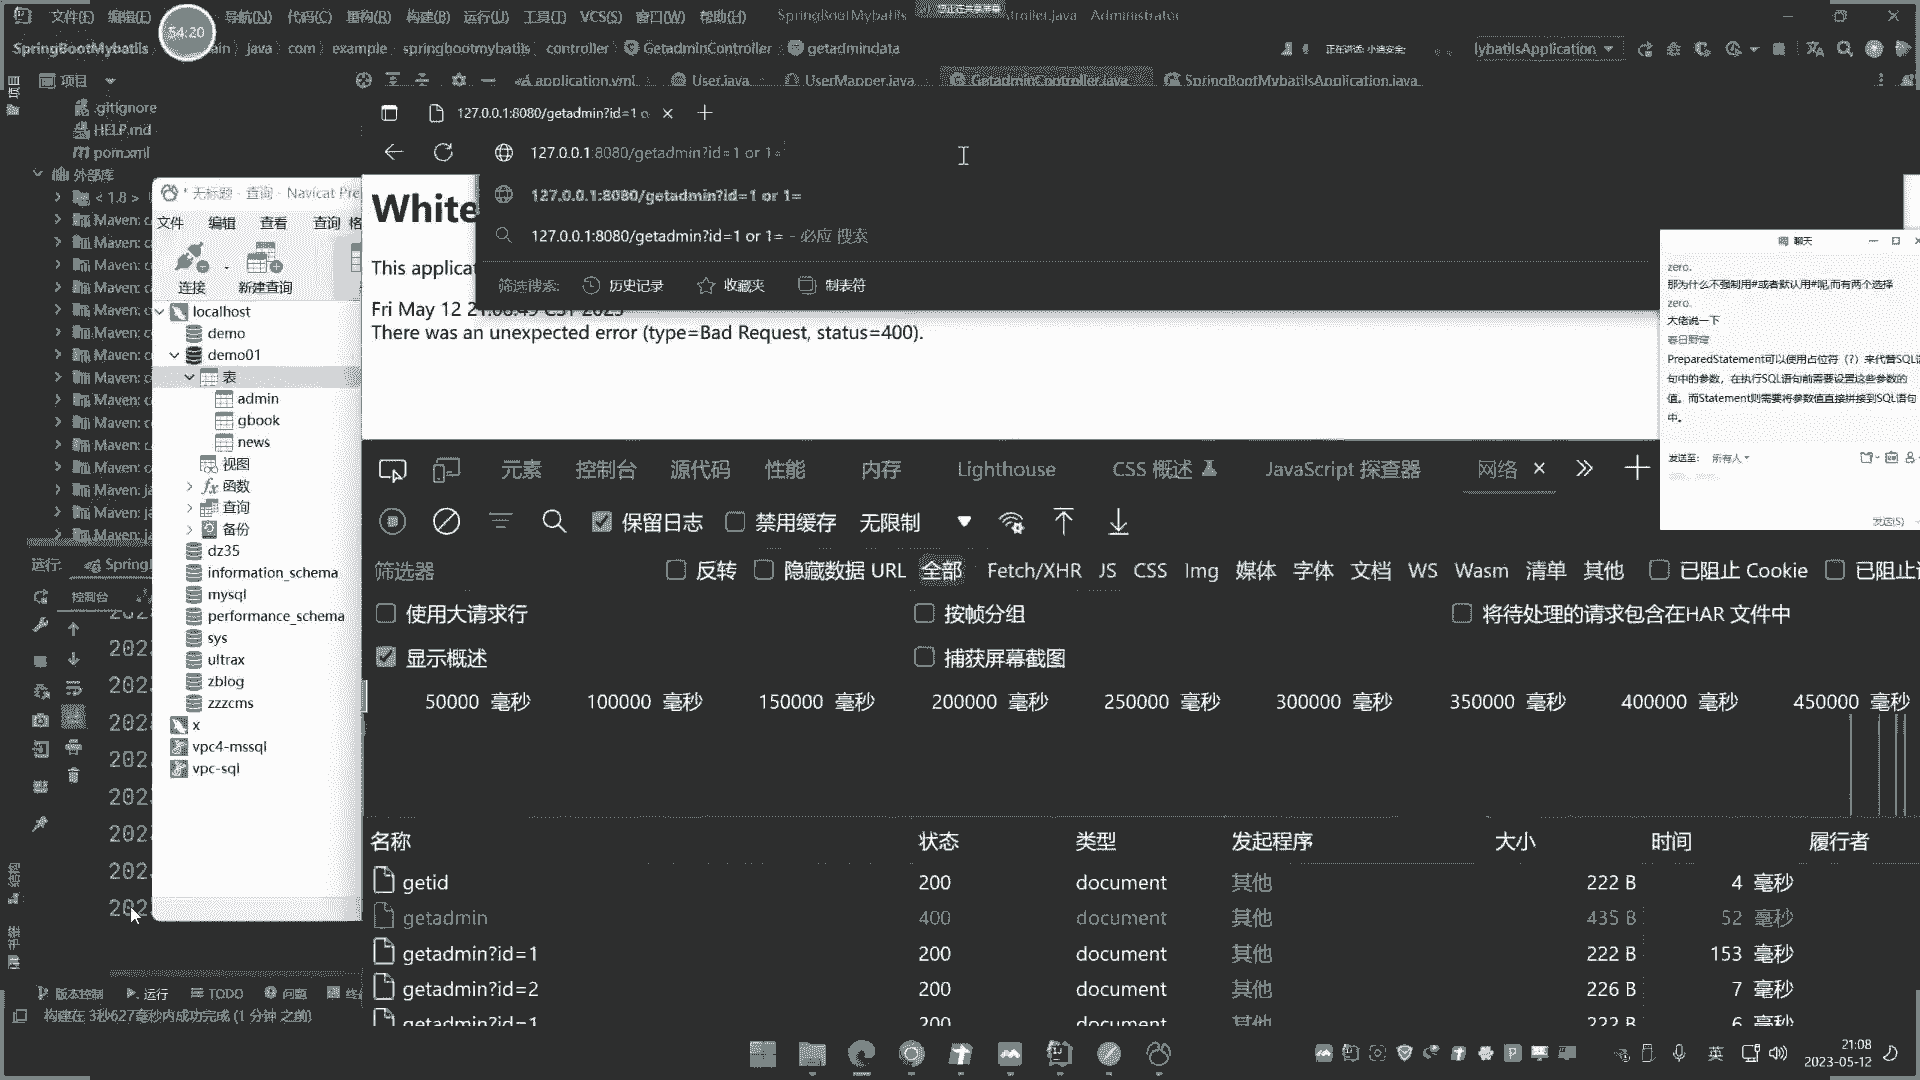 文件(F) 编辑(E) 导航(N) 代码(C) 重构(R) 构建(B) 运行(U) 工具(T) VCS(S) 窗口(W) 帮助(H) SpringBootMybatils
Administrator
54:20
SpringBootMybatils
java com example springbootmybatils controller GetadminController getadmindata
正在讲话: 小迪安全;
lybatilsApplication
项目
application.yml
User.java
UserMapper.java
GetadminController.java
SpringBootMybatilsApplication.java
.gitignore
HELP.md
pom.xml
外部库
< 1.8 >
Maven: c
127.0.0.1:8080/getadmin?id=1 o
127.0.0.1:8080/getadmin?id=1 or 1=
127.0.0.1:8080/getadmin?id=1 or 1=
127.0.0.1:8080/getadmin?id=1 or 1= - 必应 搜索
筛选搜索: 历史记录 收藏夹 制表符
White
This applica
Fri May 12
There was an unexpected error (type=Bad Request, status=400).
* 无标题 - 查询 - Navicat Pre
文件 编辑 查看 查询 格
连接 新建查询
localhost
demo
demo01
表
admin
gbook
news
视图
函数
查询
备份
dz35
information_schema
mysql
performance_schema
sys
ultrax
zblog
zzzcms
x
vpc4-mssql
vpc-sql
聊天
zero.
那为什么不强制用#或者默认用#呢,而有两个选择
zero.
大佬说一下
春日野穹
PreparedStatement可以使用占位符（?）来代替SQL语
句中的参数，在执行SQL语句前需要设置这些参数的
值。而Statement则需要将参数值直接拼接到SQL语句
中。
发送至: 所有人
发送(S)
元素 控制台 源代码 性能 内存 Lighthouse CSS 概述 JavaScript 探查器 网络
保留日志 禁用缓存 无限制
筛选器 反转 隐藏数据 URL 全部 Fetch/XHR JS CSS Img 媒体 字体 文档 WS Wasm 清单 其他 已阻止 Cookie
使用大请求行 按帧分组 将待处理的请求包含在HAR 文件中
显示概述 捕获屏幕截图
50000 毫秒 100000 毫秒 150000 毫秒 200000 毫秒 250000 毫秒 300000 毫秒 350000 毫秒 400000 毫秒 450000 毫秒
名称 状态 类型 发起程序 大小 时间 履行者
getid 200 document 其他 222 B 4 毫秒
getadmin 400 document 其他 435 B 52 毫秒
getadmin?id=1 200 document 其他 222 B 153 毫秒
getadmin?id=2 200 document 其他 226 B 7 毫秒
getadmin?id=1 200 document 其他 222 B 6 毫秒
运行: Spring
控制台
结构
书签
版本控制 运行 TODO 问题
构建在 3秒627毫秒内成功完成 (1 分钟 之前)
英
21:08
2023-05-12